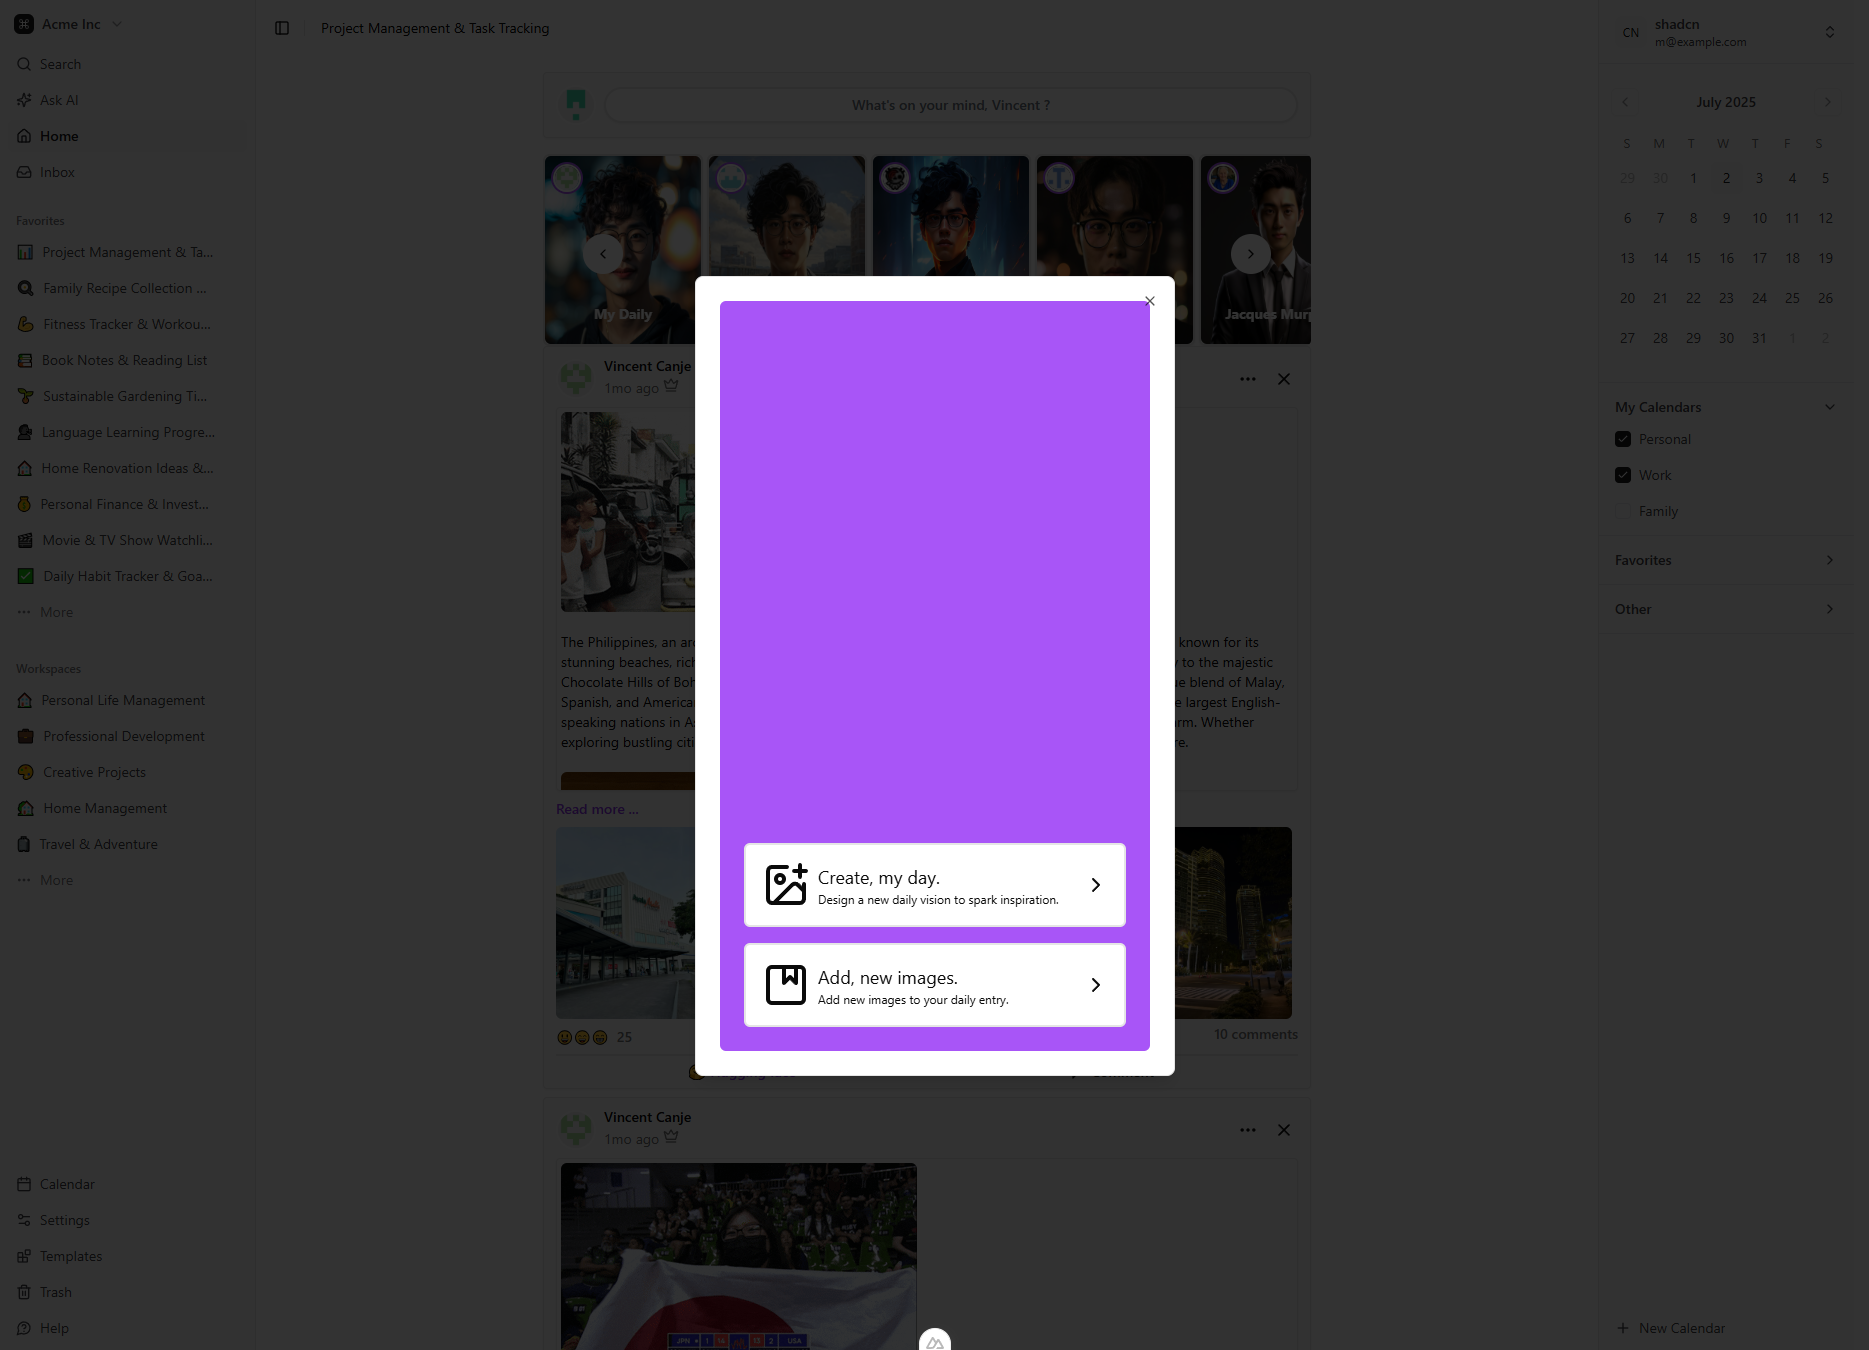 Acme Inc
Search
Ask AI
Home
Inbox
Favorites
Project Management & Ta...
Family Recipe Collection ...
Fitness Tracker & Workou...
Book Notes & Reading List
Sustainable Gardening Ti...
Language Learning Progre...
Home Renovation Ideas &...
Personal Finance & Invest...
Movie & TV Show Watchli...
Daily Habit Tracker & Goa...
More
Workspaces
Personal Life Management
Professional Development
Creative Projects
Home Management
Travel & Adventure
More
Calendar
Settings
Templates
Trash
Help
Project Management & Task Tracking
What's on your mind, Vincent ?
My Daily
Jacques Mur
Vincent Canje
1mo ago
The Philippines, an ar
known for its
stunning beaches, rich
to the majestic
Chocolate Hills of Boh
blend of Malay,
Spanish, and America
largest English-
speaking nations in A
Whether
exploring bustling citi
Read more ...
25
10 comments
Create, my day.
Design a new daily vision to spark inspiration.
Add, new images.
Add new images to your daily entry.
Vincent Canje
1mo ago
JPN 1 2 USA
CN
shadcn
m@example.com
July 2025
S M T W T F S
29 30 1 2 3 4 5
6 7 8 9 10 11 12
13 14 15 16 17 18 19
20 21 22 23 24 25 26
27 28 29 30 31 1 2
My Calendars
Personal
Work
Family
Favorites
Other
New Calendar